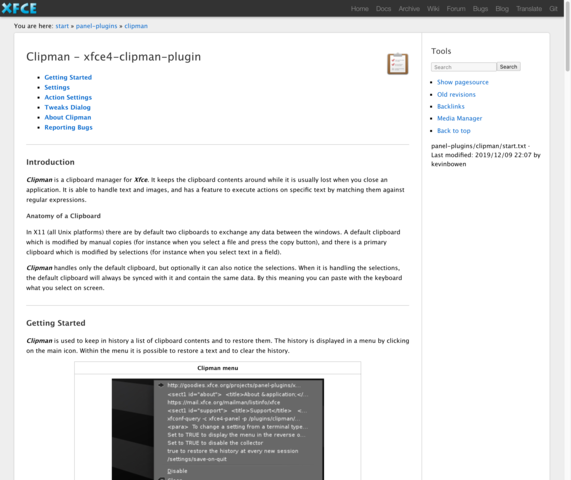 XFCE
Home Docs Archive Wiki Forum Bugs Blog Translate Git
You are here: start » panel-plugins » clipman
Clipman - xfce4-clipman-plugin
Getting Started
Settings
Action Settings
Tweaks Dialog
About Clipman
Reporting Bugs
Introduction
Clipman is a clipboard manager for Xfce. It keeps the clipboard contents around while it is usually lost when you close an
application. It is able to handle text and images, and has a feature to execute actions on specific text by matching them against
regular expressions.
Anatomy of a Clipboard
In X11 (all Unix platforms) there are by default two clipboards to exchange any data between the windows. A default clipboard
which is modified by manual copies (for instance when you select a file and press the copy button), and there is a primary
clipboard which is modified by selections (for instance when you select text in a field).
Clipman handles only the default clipboard, but optionally it can also notice the selections. When it is handling the selections,
the default clipboard will always be synced with it and contain the same data. By this meaning you can paste with the keyboard
what you select on screen.
Getting Started
Clipman is used to keep in history a list of clipboard contents and to restore them. The history is displayed in a menu by clicking
on the main icon. Within the menu it is possible to restore a text and to clear the history.
Clipman menu
http://goodies.xfce.org/projects/panel-plugins/x...
<sect1 id="about"> <title>About &application;</...
https://mail.xfce.org/mailman/listinfo/xfce
<sect1 id="support"> <title>Support</title> <...
xfconf-query -c xfce4-panel -p /plugins/clipman/...
<para> To change a setting from a terminal type...
Set to TRUE to display the menu in the reverse o...
Set to TRUE to disable the collector
true to restore the history at every new session
/settings/save-on-quit
Disable
Tools
Search Search
Show pagesource
Old revisions
Backlinks
Media Manager
Back to top
panel-plugins/clipman/start.txt ·
Last modified: 2019/12/09 22:07 by
kevinbowen